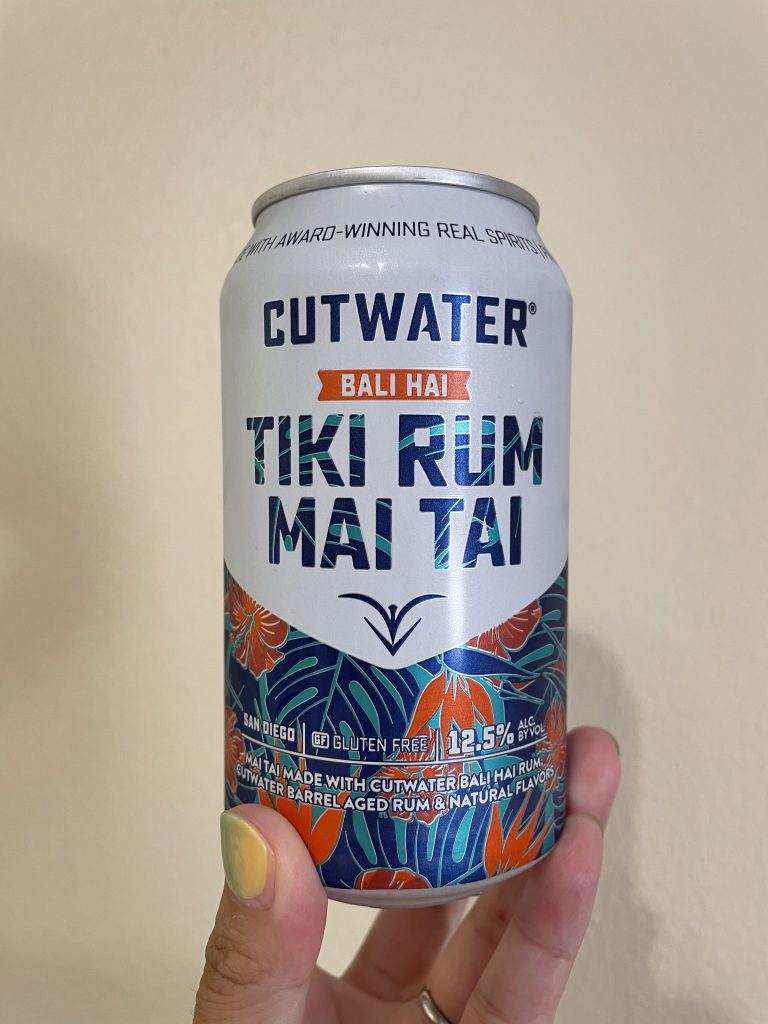 WITH AWARD-WINNING REAL SPIRITS
CUTWATER®
BALI HAI
TIKI RUM
MAI TAI
SAN DIEGO | GF GLUTEN FREE | 12.5% ALC. BY VOL.
MAI TAI MADE WITH CUTWATER BALI HAI RUM,
CUTWATER BARREL AGED RUM & NATURAL FLAVORS